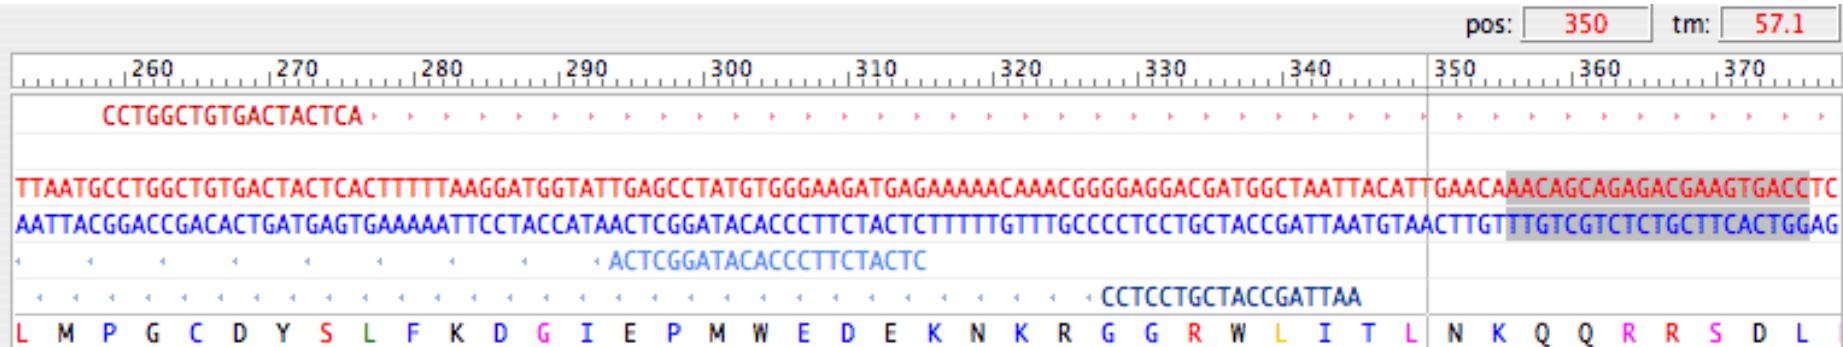 pos: 350 tm: 57.1
260 270 280 290 300 310 320 330 340 350 360 370
CCTGGCTGTGACTACTCA
TTAATGCCTGGCTGTGACTACTCACTTTTTAAGGATGGTATTGAGCCTATGTGGGAAGATGAGAAAAACAAACGGGGAGGACGATGGCTAATTACATTGAACAAACAGCAGAGACGAAGTGACCTC
AATTACGGACCGACACTGATGAGTGAAAAATTCCTACCATAACTCGGATACACCCTTCTACTCTTTTTGTTTGCCCCTCCTGCTACCGATTAATGTAACTTGTTTGTCGTCTCTGCTTCACTGGAG
ACTCGGATACACCCTTCTACTC
CCTCCTGCTACCGATTAA
L M P G C D Y S L F K D G I E P M W E D E K N K R G G R W L I T L N K Q Q R R S D L